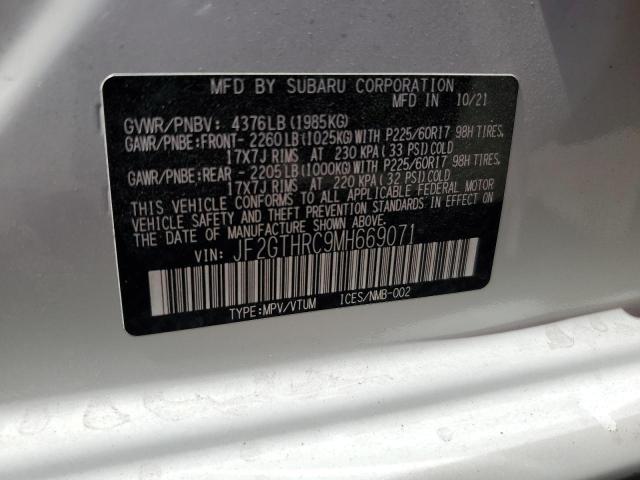 MFD BY SUBARU CORPORATION
MFD IN 10/21
GVWR/PNBV: 4376LB (1985KG)
GAWR/PNBE:FRONT- 2260LB(1025KG)WITH P225/60R17 98H TIRES,
17X7J RIMS AT 230 KPA (33 PSI)COLD
GAWR/PNBE:REAR - 2205LB(1000KG)WITH P225/60R17 98H TIRES,
17X7J RIMS AT 220 KPA (32 PSI)COLD
THIS VEHICLE CONFORMS TO ALL APPLICABLE FEDERAL MOTOR
VEHICLE SAFETY AND THEFT PREVENTION STANDARDS IN EFFECT
ON THE DATE OF MANUFACTURE SHOWN ABOVE.
VIN: JF2GTHRC9MH669071
TYPE:MPV/VTUM ICES/NMB-002